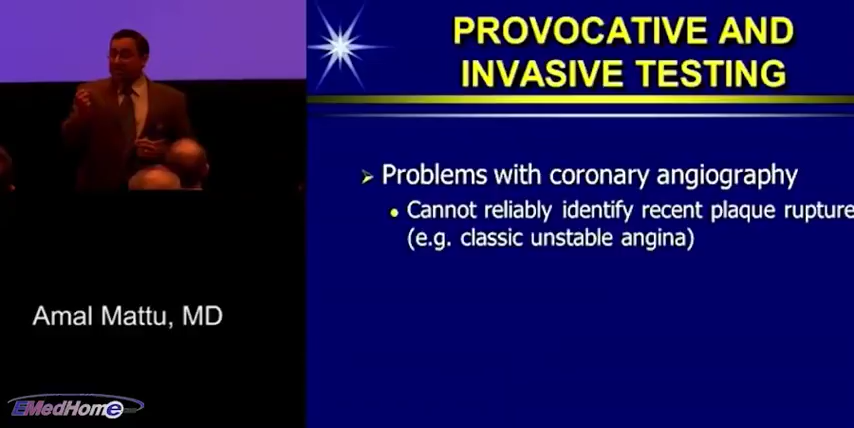 PROVOCATIVE AND
INVASIVE TESTING
Problems with coronary angiography
Cannot reliably identify recent plaque rupture
(e.g. classic unstable angina)
Amal Mattu, MD
EMedHome